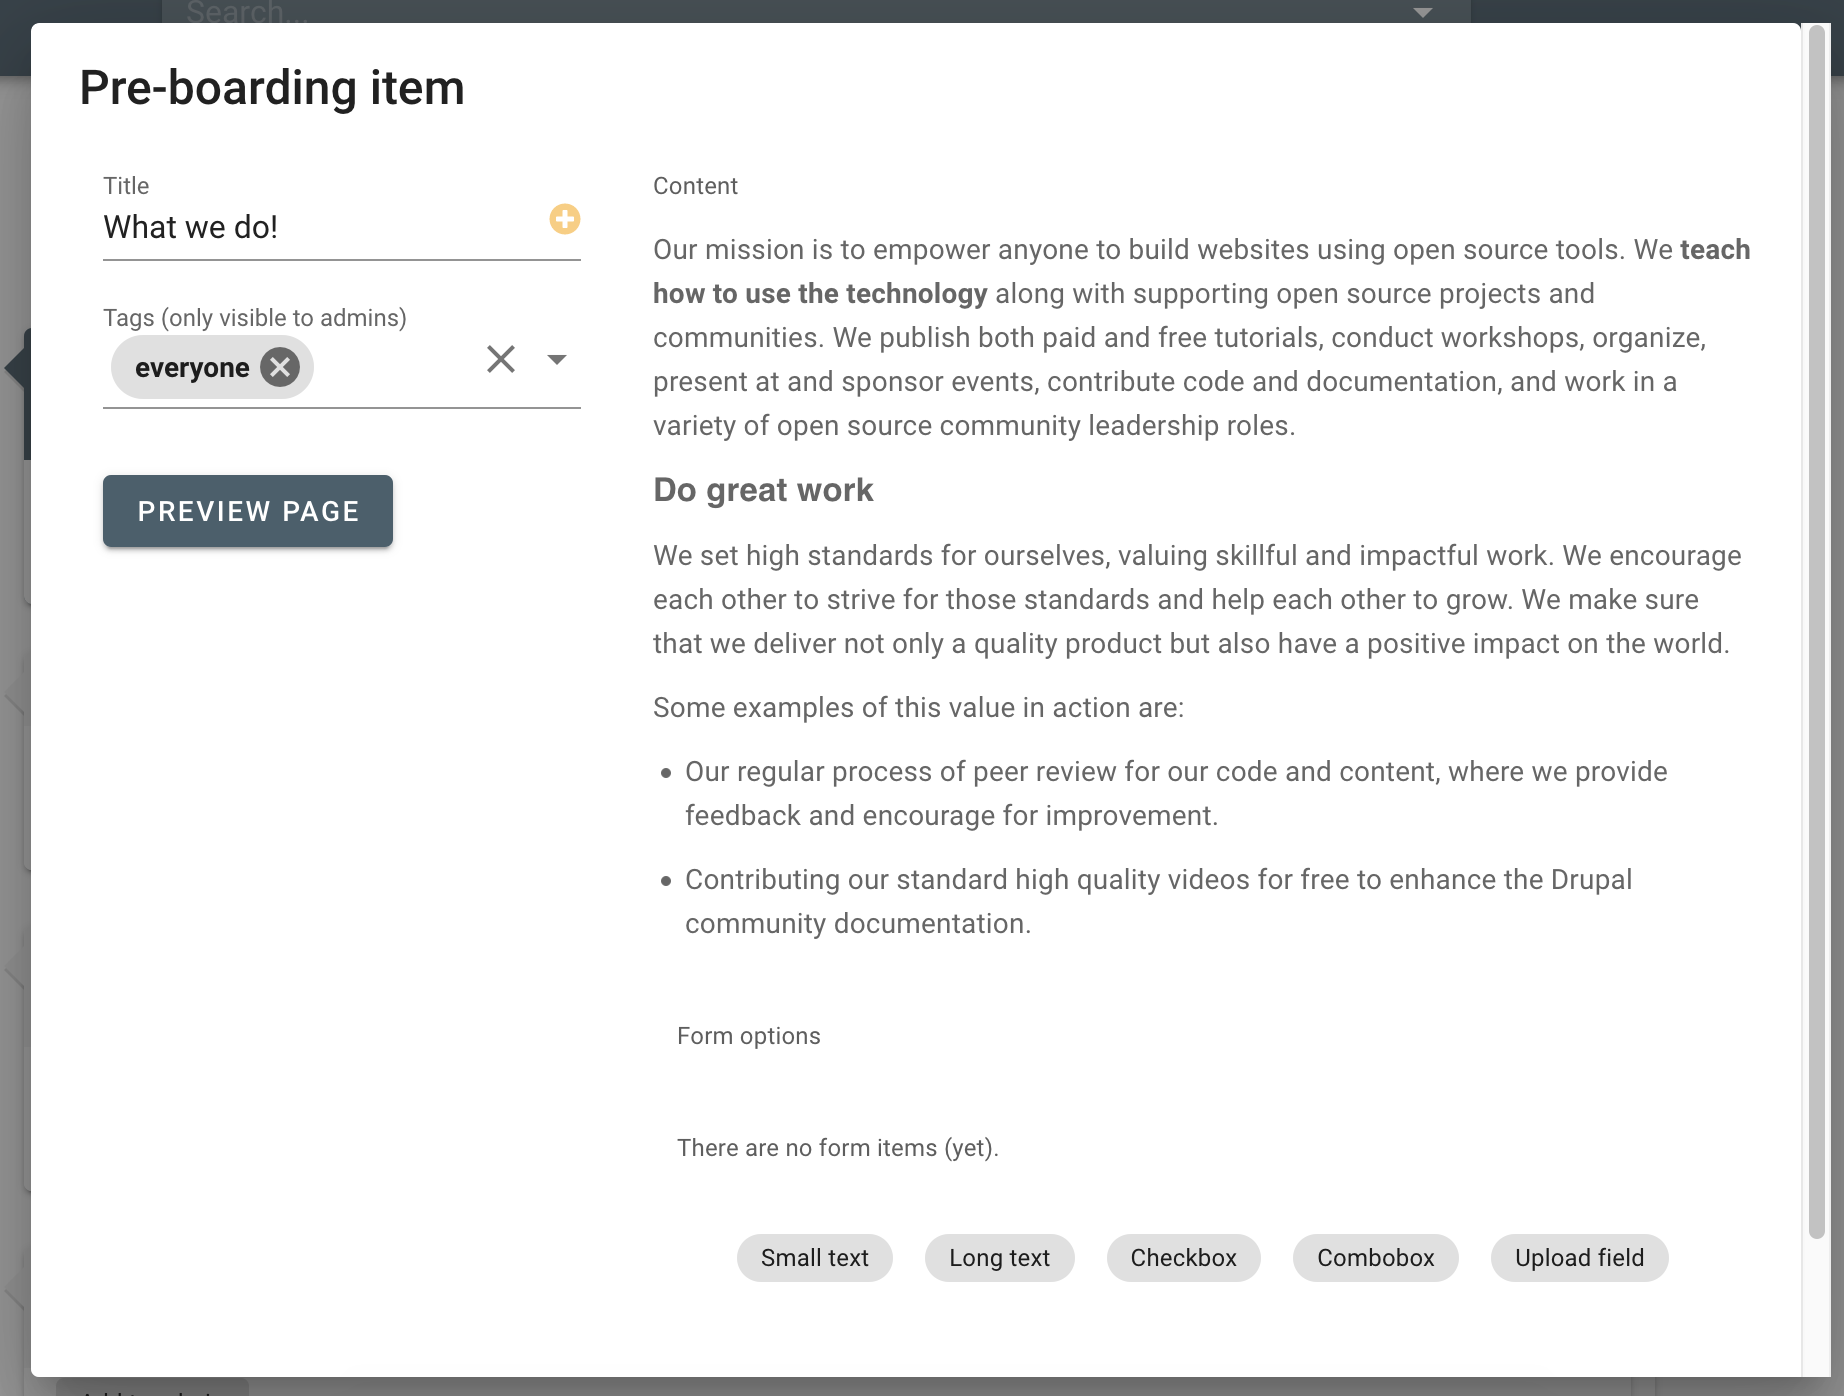 Search...
Pre-boarding item
Title
What we do!
Tags (only visible to admins)
everyone
PREVIEW PAGE
Content
Our mission is to empower anyone to build websites using open source tools. We teach
how to use the technology along with supporting open source projects and
communities. We publish both paid and free tutorials, conduct workshops, organize,
present at and sponsor events, contribute code and documentation, and work in a
variety of open source community leadership roles.
Do great work
We set high standards for ourselves, valuing skillful and impactful work. We encourage
each other to strive for those standards and help each other to grow. We make sure
that we deliver not only a quality product but also have a positive impact on the world.
Some examples of this value in action are:
Our regular process of peer review for our code and content, where we provide
feedback and encourage for improvement.
Contributing our standard high quality videos for free to enhance the Drupal
community documentation.
Form options
There are no form items (yet).
Small text
Long text
Checkbox
Combobox
Upload field